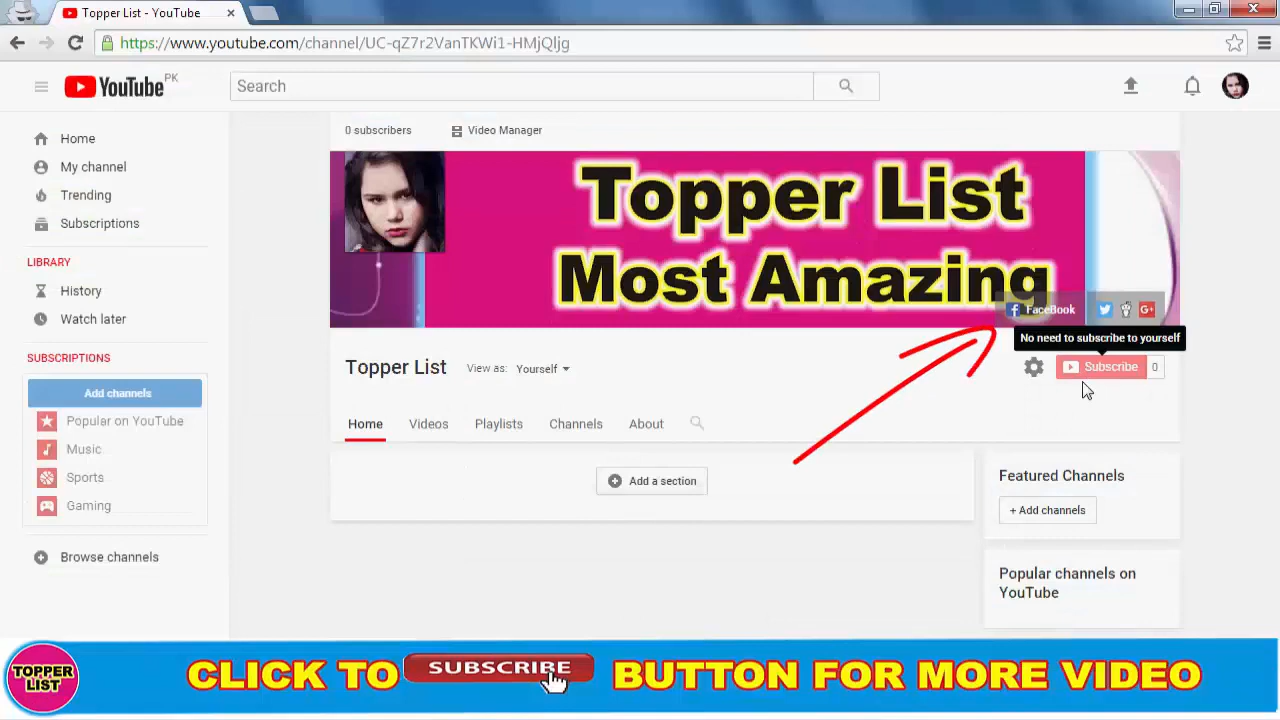 Topper List - YouTube
https://www.youtube.com/channel/UC-qZ7r2VanTKWi1-HMjQljg
YouTube PK
Search
Home
My channel
Trending
Subscriptions
LIBRARY
History
Watch later
SUBSCRIPTIONS
Add channels
Popular on YouTube
Music
Sports
Gaming
Browse channels
0 subscribers
Video Manager
Topper List
Most Amazing
FaceBook
No need to subscribe to yourself
Topper List
View as: Yourself
Subscribe 0
Home Videos Playlists Channels About
Add a section
Featured Channels
+ Add channels
Popular channels on
YouTube
TOPPER
LIST
CLICK TO SUBSCRIBE BUTTON FOR MORE VIDEO